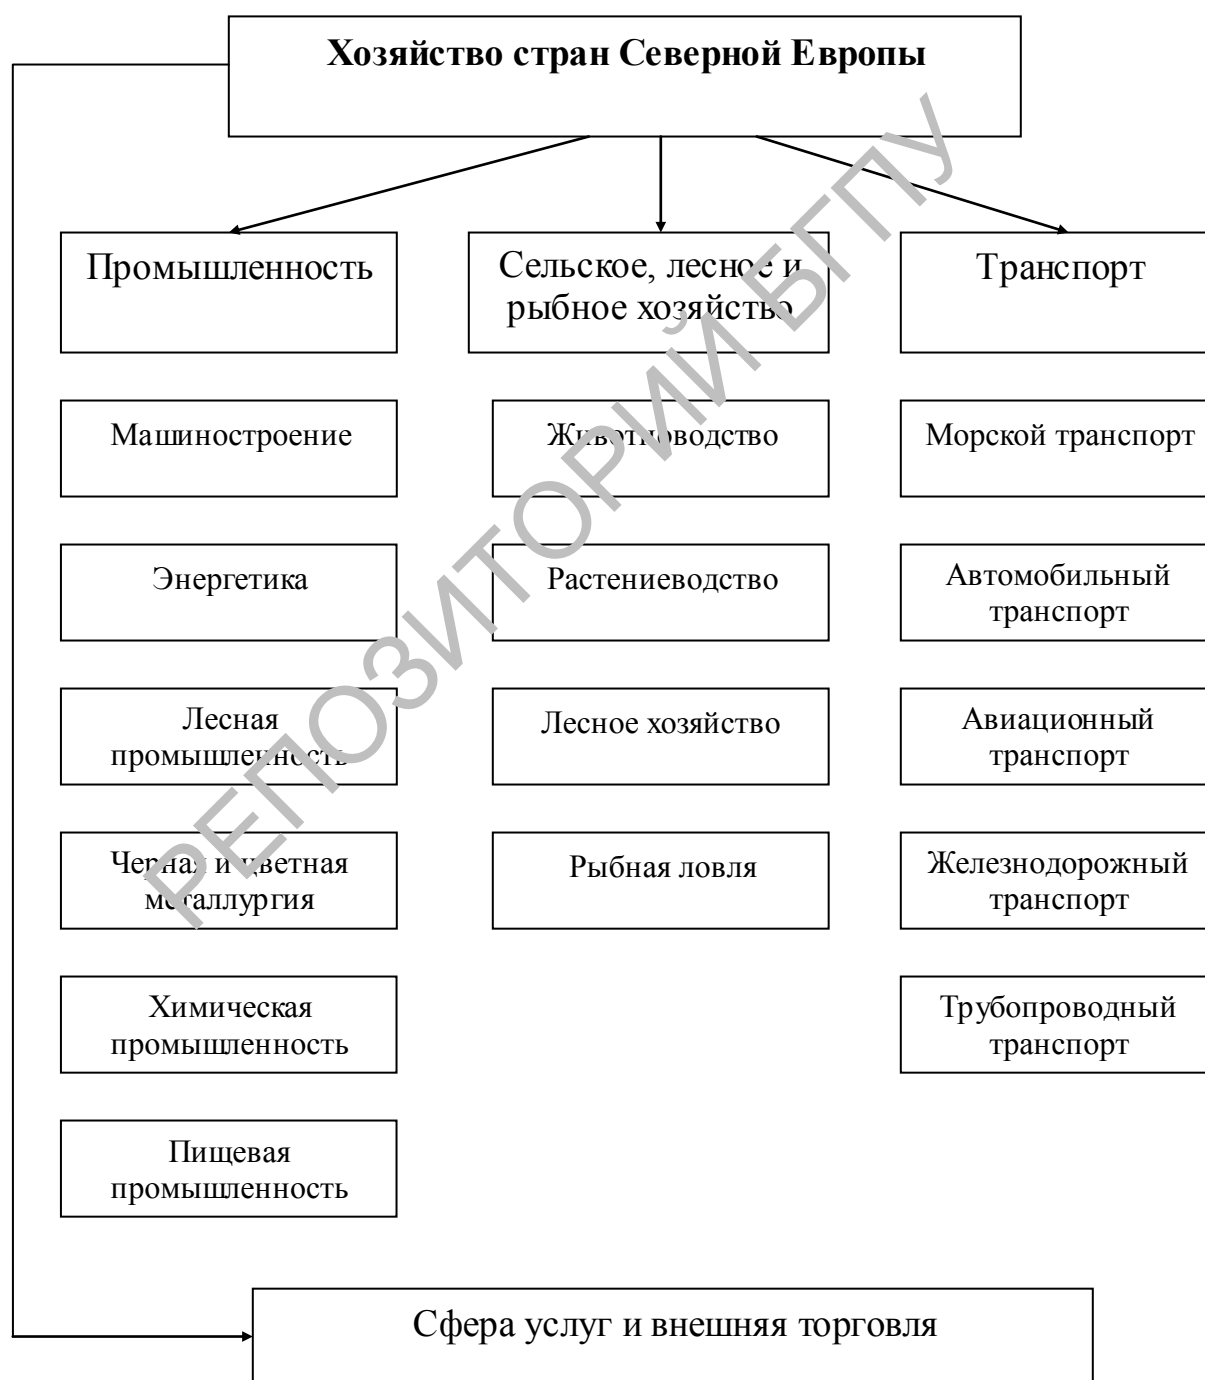 Хозяйство стран Северной Европы
Промышленность
Сельское, лесное и
рыбное хозяйство
Транспорт
Машиностроение
Животноводство
Морской транспорт
Энергетика
Растениеводство
Автомобильный
транспорт
Лесная
промышленность
Лесное хозяйство
Авиационный
транспорт
Черная и цветная
металлургия
Рыбная ловля
Железнодорожный
транспорт
Химическая
промышленность
Трубопроводный
транспорт
Пищевая
промышленность
Сфера услуг и внешняя торговля
РЕПОЗИТОРИЙ БГПУ